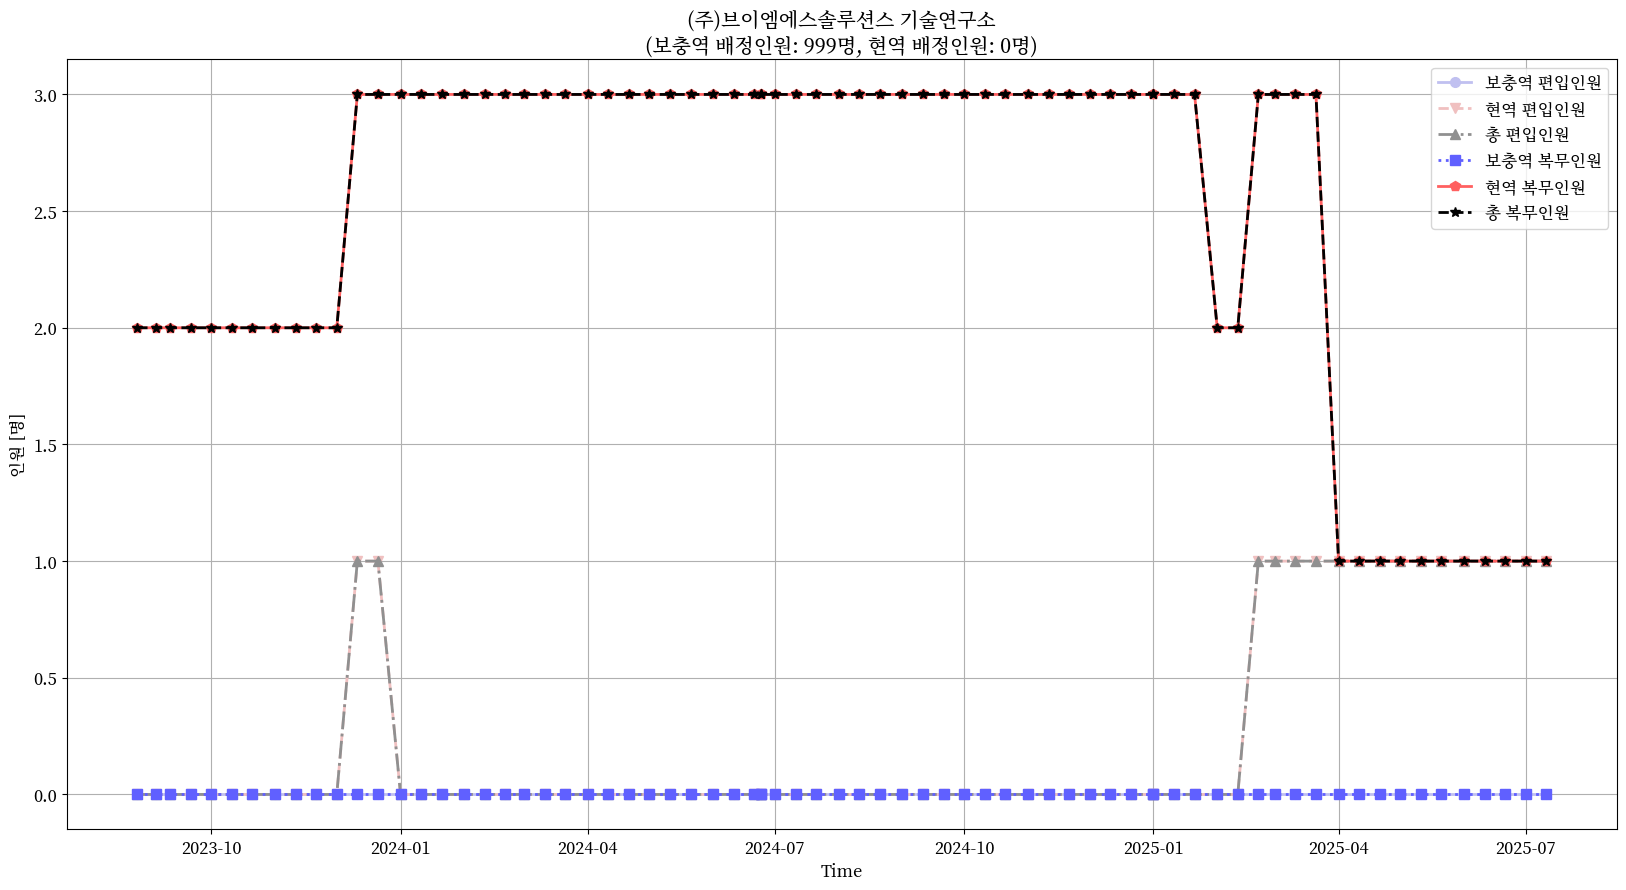 (주)브이엠에스솔루션스 기술연구소
(보충역 배정인원: 999명, 현역 배정인원: 0명)
보충역 편입인원
현역 편입인원
총 편입인원
보충역 복무인원
현역 복무인원
총 복무인원
3.0
2.5
2.0
1.5
1.0
0.5
0.0
인원 [명]
2023-10
2024-01
2024-04
2024-07
2024-10
2025-01
2025-04
2025-07
Time